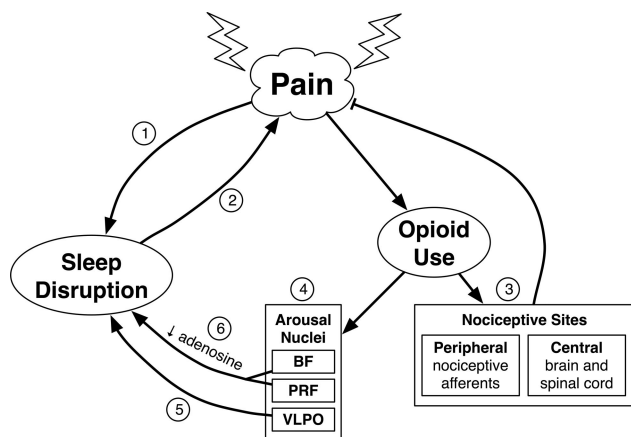 Pain
1
2
Opioid
Use
Sleep
Disruption
3
4
Nociceptive Sites
Peripheral
nociceptive
afferents
Central
brain and
spinal cord
Arousal
Nuclei
BF
PRF
VLPO
6
↓ adenosine
5